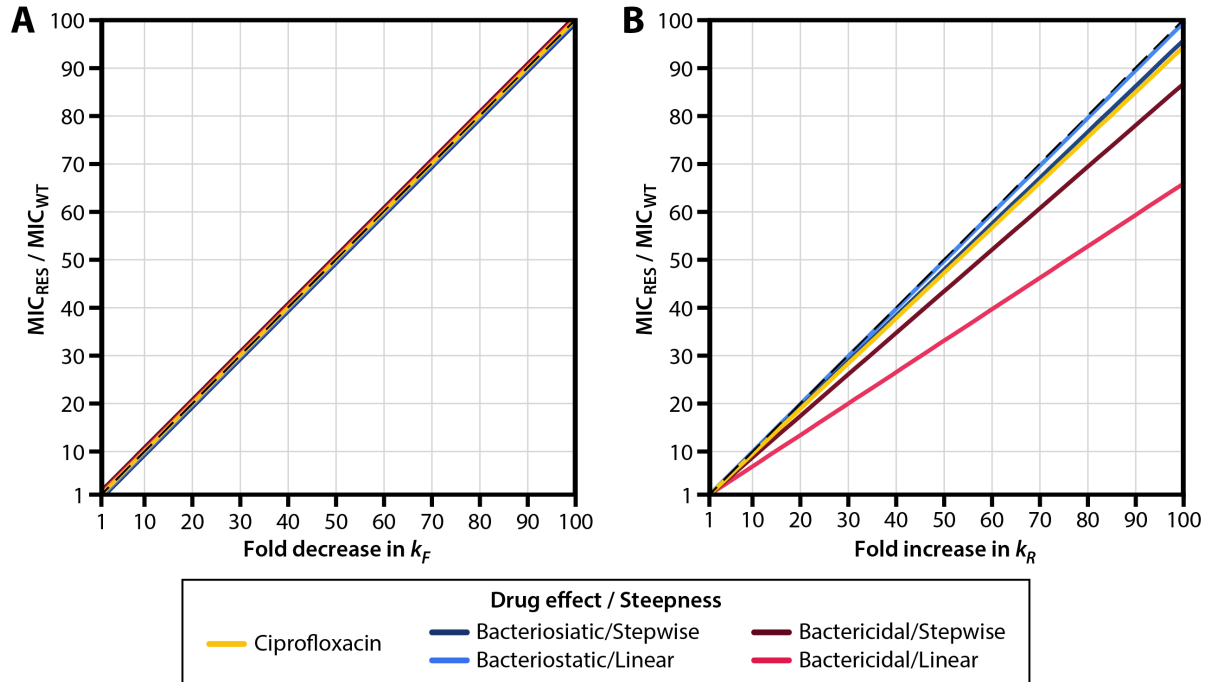 A
MIC_RES / MIC_WT
100
90
80
70
60
50
40
30
20
10
1
1 10 20 30 40 50 60 70 80 90 100
Fold decrease in k_F
B
MIC_RES / MIC_WT
100
90
80
70
60
50
40
30
20
10
1
1 10 20 30 40 50 60 70 80 90 100
Fold increase in k_R
Drug effect / Steepness
Ciprofloxacin
Bacteriosiatic/Stepwise
Bacteriostatic/Linear
Bactericidal/Stepwise
Bactericidal/Linear